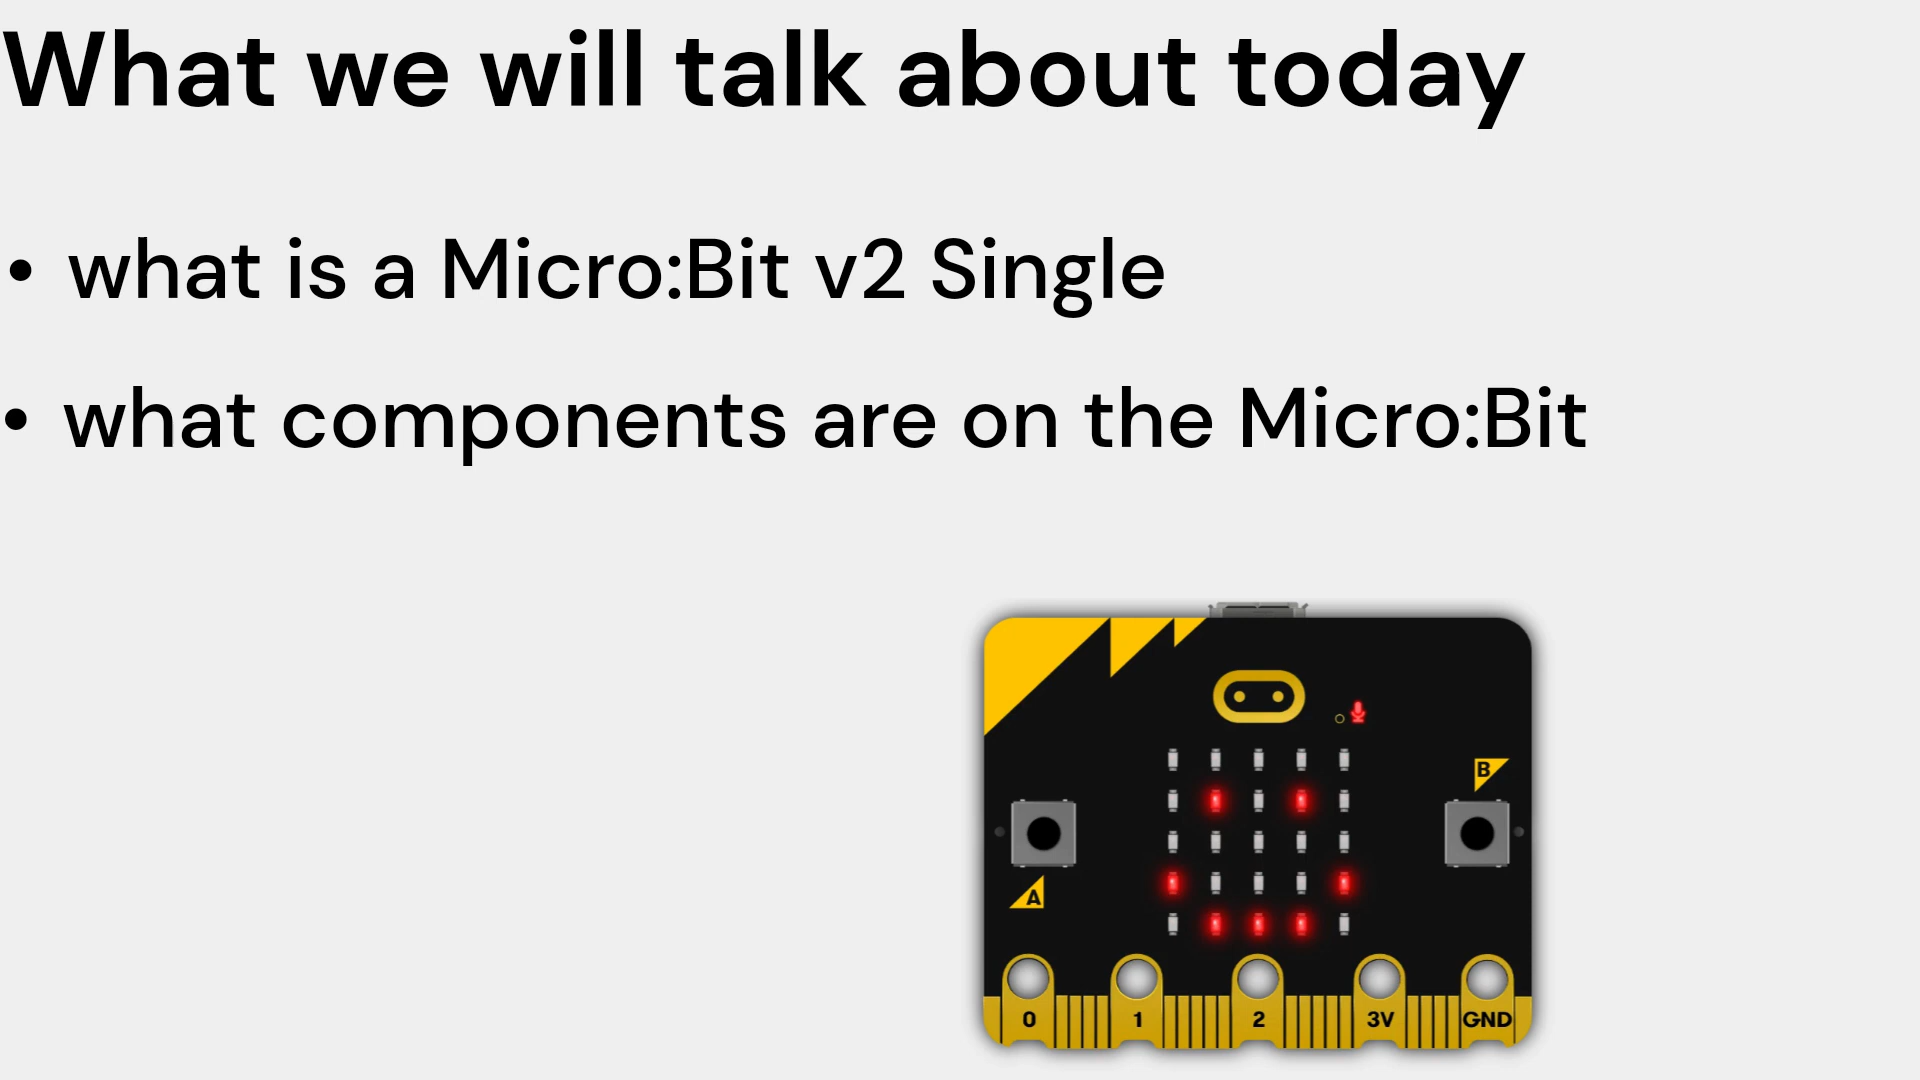 What we will talk about today
• what is a Micro:Bit v2 Single
• what components are on the Micro:Bit
B
A
0 1 2 3V GND